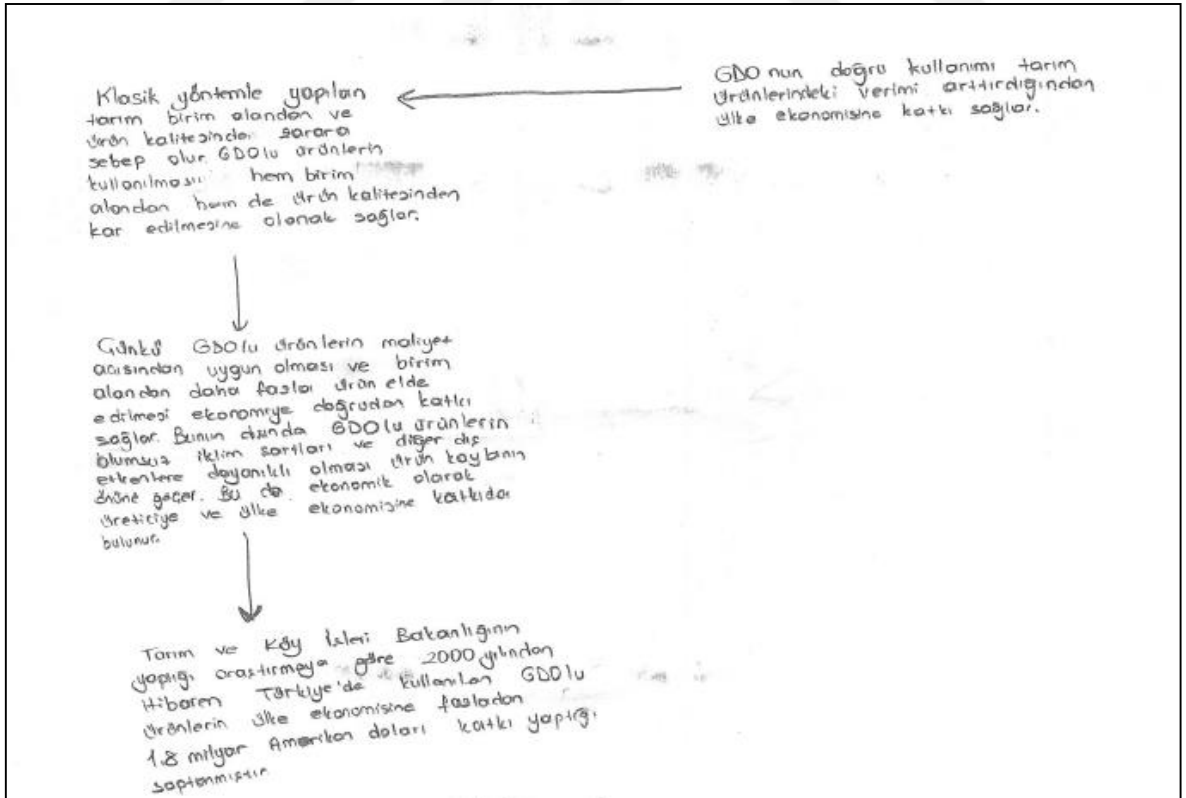 GDO nun doğru kullanımı tarım
ürünlerindeki verimi arttırdığından
ülke ekonomisine katkı sağlar.
Klasik yöntemle yapılan
tarım birim alandan ve
ürün kalitesinden zarara
sebep olur. GDOlu ürünlerin
kullanılması hem birim
alandan hem de ürün kalitesinden
kar edilmesine olanak sağlar.
Çünkü GDOlu ürünlerin maliyet
açısından uygun olması ve birim
alandan daha fazla ürün elde
edilmesi ekonomiye doğrudan katkı
sağlar. Bunun dışında GDOlu ürünlerin
olumsuz iklim şartları ve diğer dış
etkenlere dayanıklı olması ürün kaybının
önüne geçer. Bu da ekonomik olarak
üreticiye ve ülke ekonomisine katkıda
bulunur.
Tarım ve Köy İşleri Bakanlığının
yaptığı araştırmaya göre 2000 yılından
itibaren Türkiye'de kullanılan GDOlu
ürünlerin ülke ekonomisine fazladan
1.8 milyar Amerikan doları katkı yaptığı
saptanmıştır.